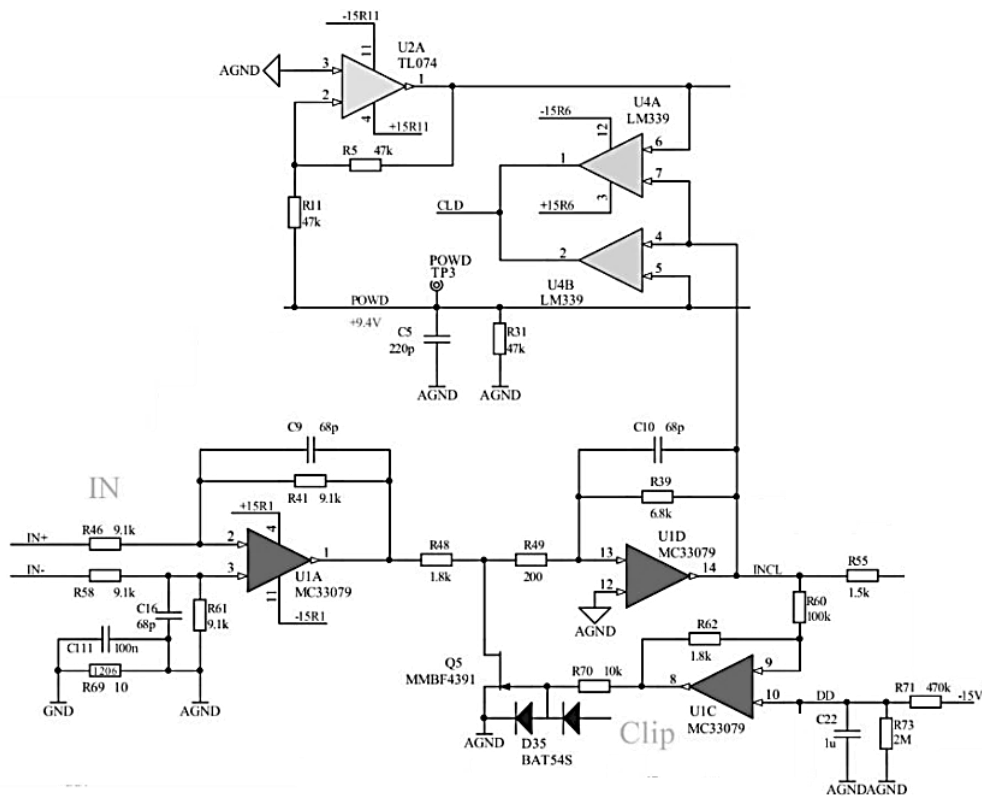 -15R11
11
U2A
TL074
AGND
3
1
2
4
+15R11
R5 47k
R11
47k
-15R6
12
U4A
LM339
6
1
7
3
+15R6
CLD
4
2
5
U4B
LM339
POWD
TP3
POWD
+9.4V
C5
220p
R31
47k
AGND
AGND
C9 68p
R41 9.1k
IN
+15R1
4
IN+
R46 9.1k
2
1
IN-
R58 9.1k
3
U1A
MC33079
11
-15R1
C16
68p
R61
9.1k
C111 100n
1206
R69 10
GND
AGND
R48
1.8k
R49
200
C10 68p
R39
6.8k
U1D
MC33079
13
14
12
AGND
INCL
R55
1.5k
R60
100k
R62
1.8k
Q5
MMBF4391
R70 10k
8
9
10
U1C
MC33079
DD
R71 470k
-15V
C22
1u
R73
2M
AGND
D35
BAT54S
Clip
AGND
AGND